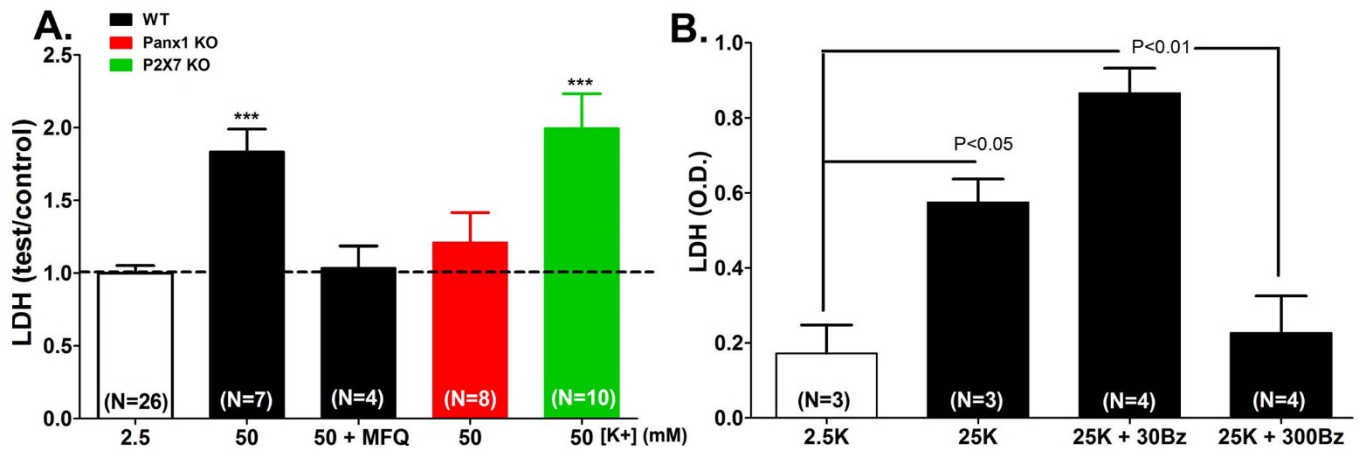 A.
WT
Panx1 KO
P2X7 KO
LDH (test/control)
2.5
2.0
1.5
1.0
0.5
0.0
***
***
(N=26)
(N=7)
(N=4)
(N=8)
(N=10)
2.5
50
50 + MFQ
50
50 [K+] (mM)
B.
LDH (O.D.)
1.0
0.8
0.6
0.4
0.2
0.0
P<0.01
P<0.05
(N=3)
(N=3)
(N=4)
(N=4)
2.5K
25K
25K + 30Bz
25K + 300Bz